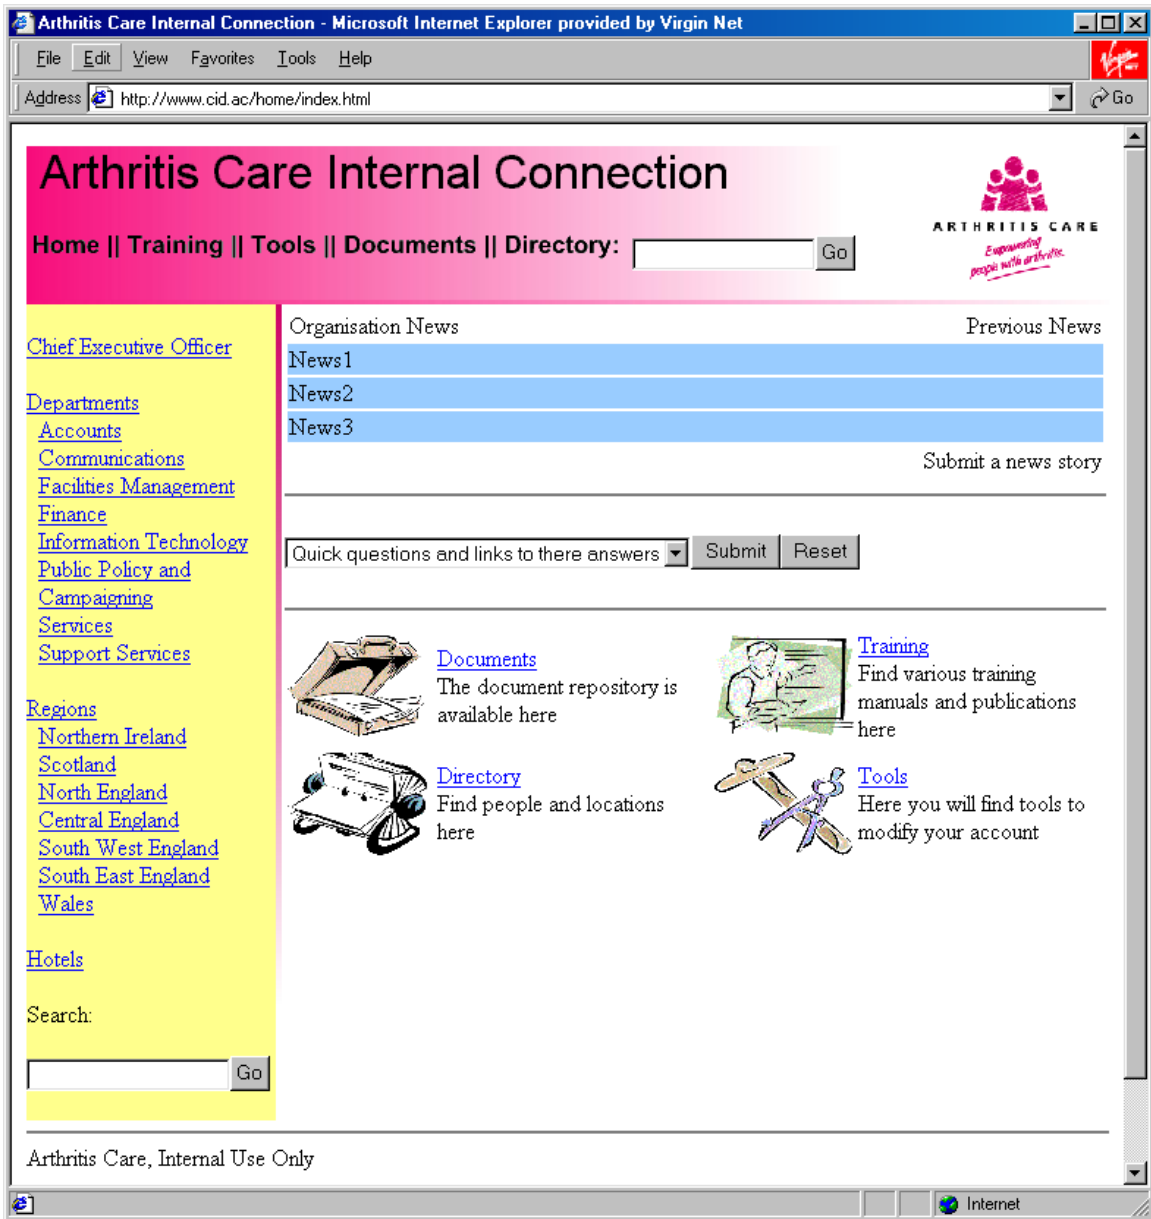 Arthritis Care Internal Connection - Microsoft Internet Explorer provided by Virgin Net
File Edit View Favorites Tools Help
Virgin NET
Address http://www.cid.ac/home/index.html Go
Arthritis Care Internal Connection
Home || Training || Tools || Documents || Directory: Go
ARTHRITIS CARE
Empowering
people with arthritis.
Chief Executive Officer
Departments
Accounts
Communications
Facilities Management
Finance
Information Technology
Public Policy and
Campaigning
Services
Support Services
Regions
Northern Ireland
Scotland
North England
Central England
South West England
South East England
Wales
Hotels
Search:
Go
Organisation News Previous News
News1
News2
News3
Submit a news story
Quick questions and links to there answers Submit Reset
Documents
The document repository is
available here
Training
Find various training
manuals and publications
here
Directory
Find people and locations
here
Tools
Here you will find tools to
modify your account
Arthritis Care, Internal Use Only
Internet